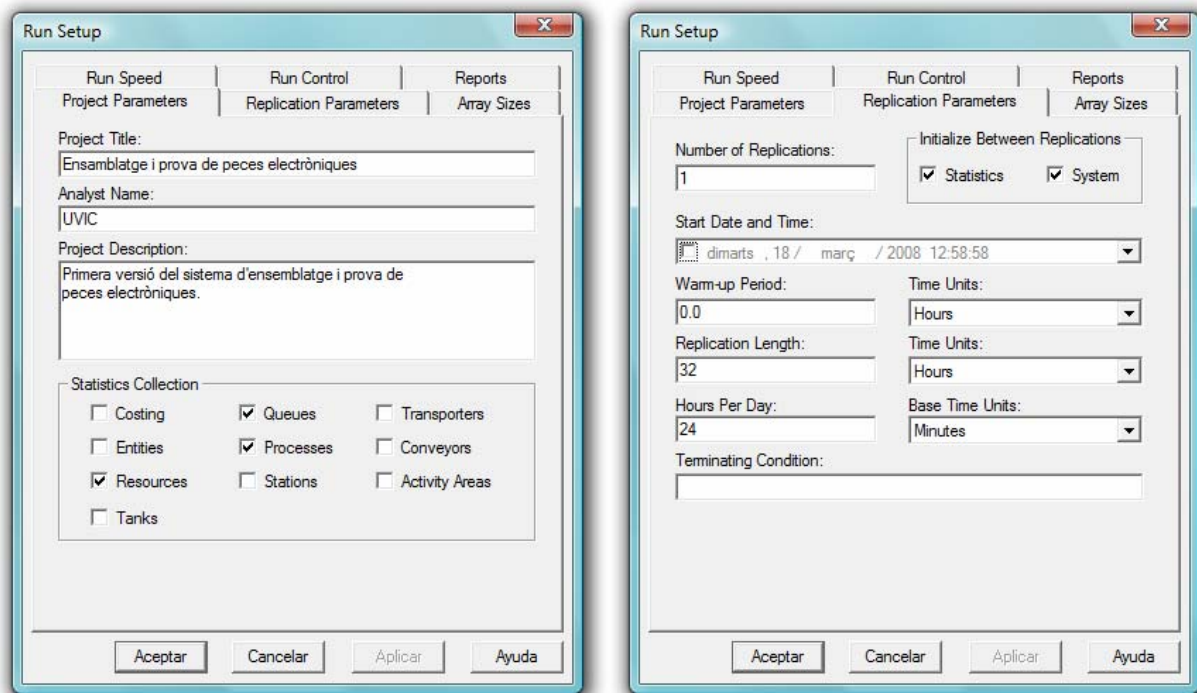 Run Setup
Run Speed
Run Control
Reports
Project Parameters
Replication Parameters
Array Sizes
Project Title:
Ensamblatge i prova de peces electròniques
Analyst Name:
UVIC
Project Description:
Primera versió del sistema d'ensemblatge i prova de
peces electròniques.
Statistics Collection
Costing
Queues
Transporters
Entities
Processes
Conveyors
Resources
Stations
Activity Areas
Tanks
Aceptar
Cancelar
Aplicar
Ayuda
Run Setup
Run Speed
Run Control
Reports
Project Parameters
Replication Parameters
Array Sizes
Number of Replications:
1
Initialize Between Replications
Statistics
System
Start Date and Time:
dimarts , 18 / març / 2008 12:58:58
Warm-up Period:
Time Units:
0.0
Hours
Replication Length:
Time Units:
32
Hours
Hours Per Day:
Base Time Units:
24
Minutes
Terminating Condition:
Aceptar
Cancelar
Aplicar
Ayuda